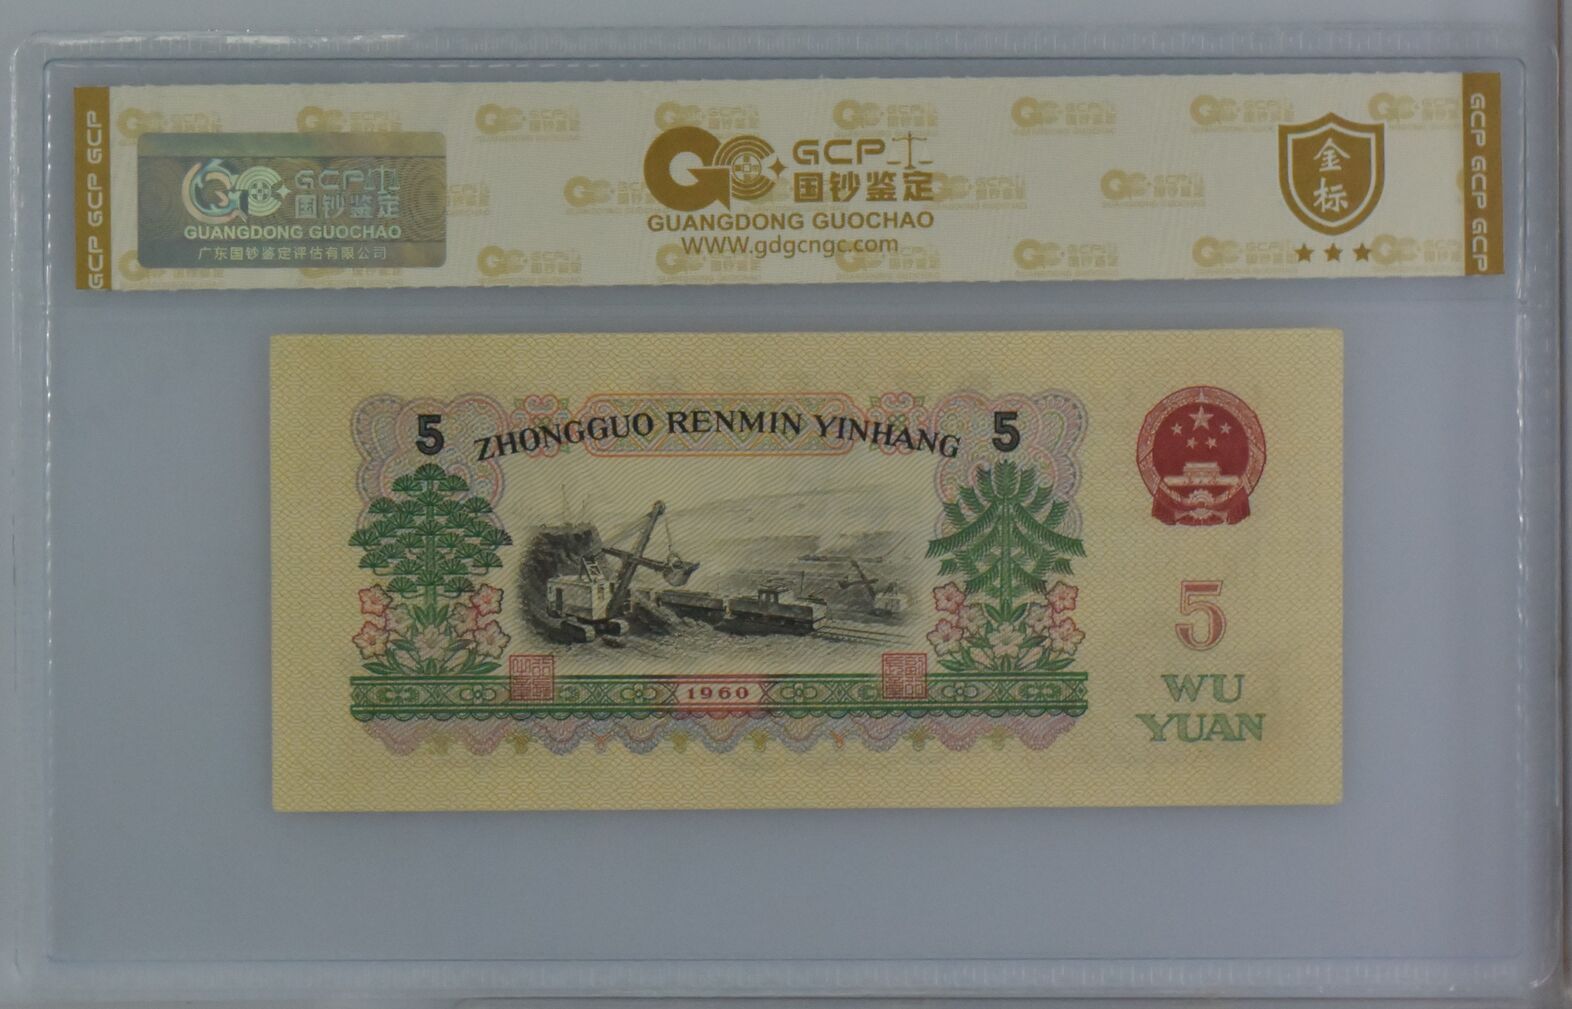 GCP GCP GCP
GCP
国钞鉴定
GUANGDONG GUOCHAO
广东国钞鉴定评估有限公司
GCP
国钞鉴定
GUANGDONG GUOCHAO
WWW.gdgcngc.com
金标
GCP GCP GCP
5
ZHONGGUO RENMIN YINHANG
5
1960
5
WU
YUAN